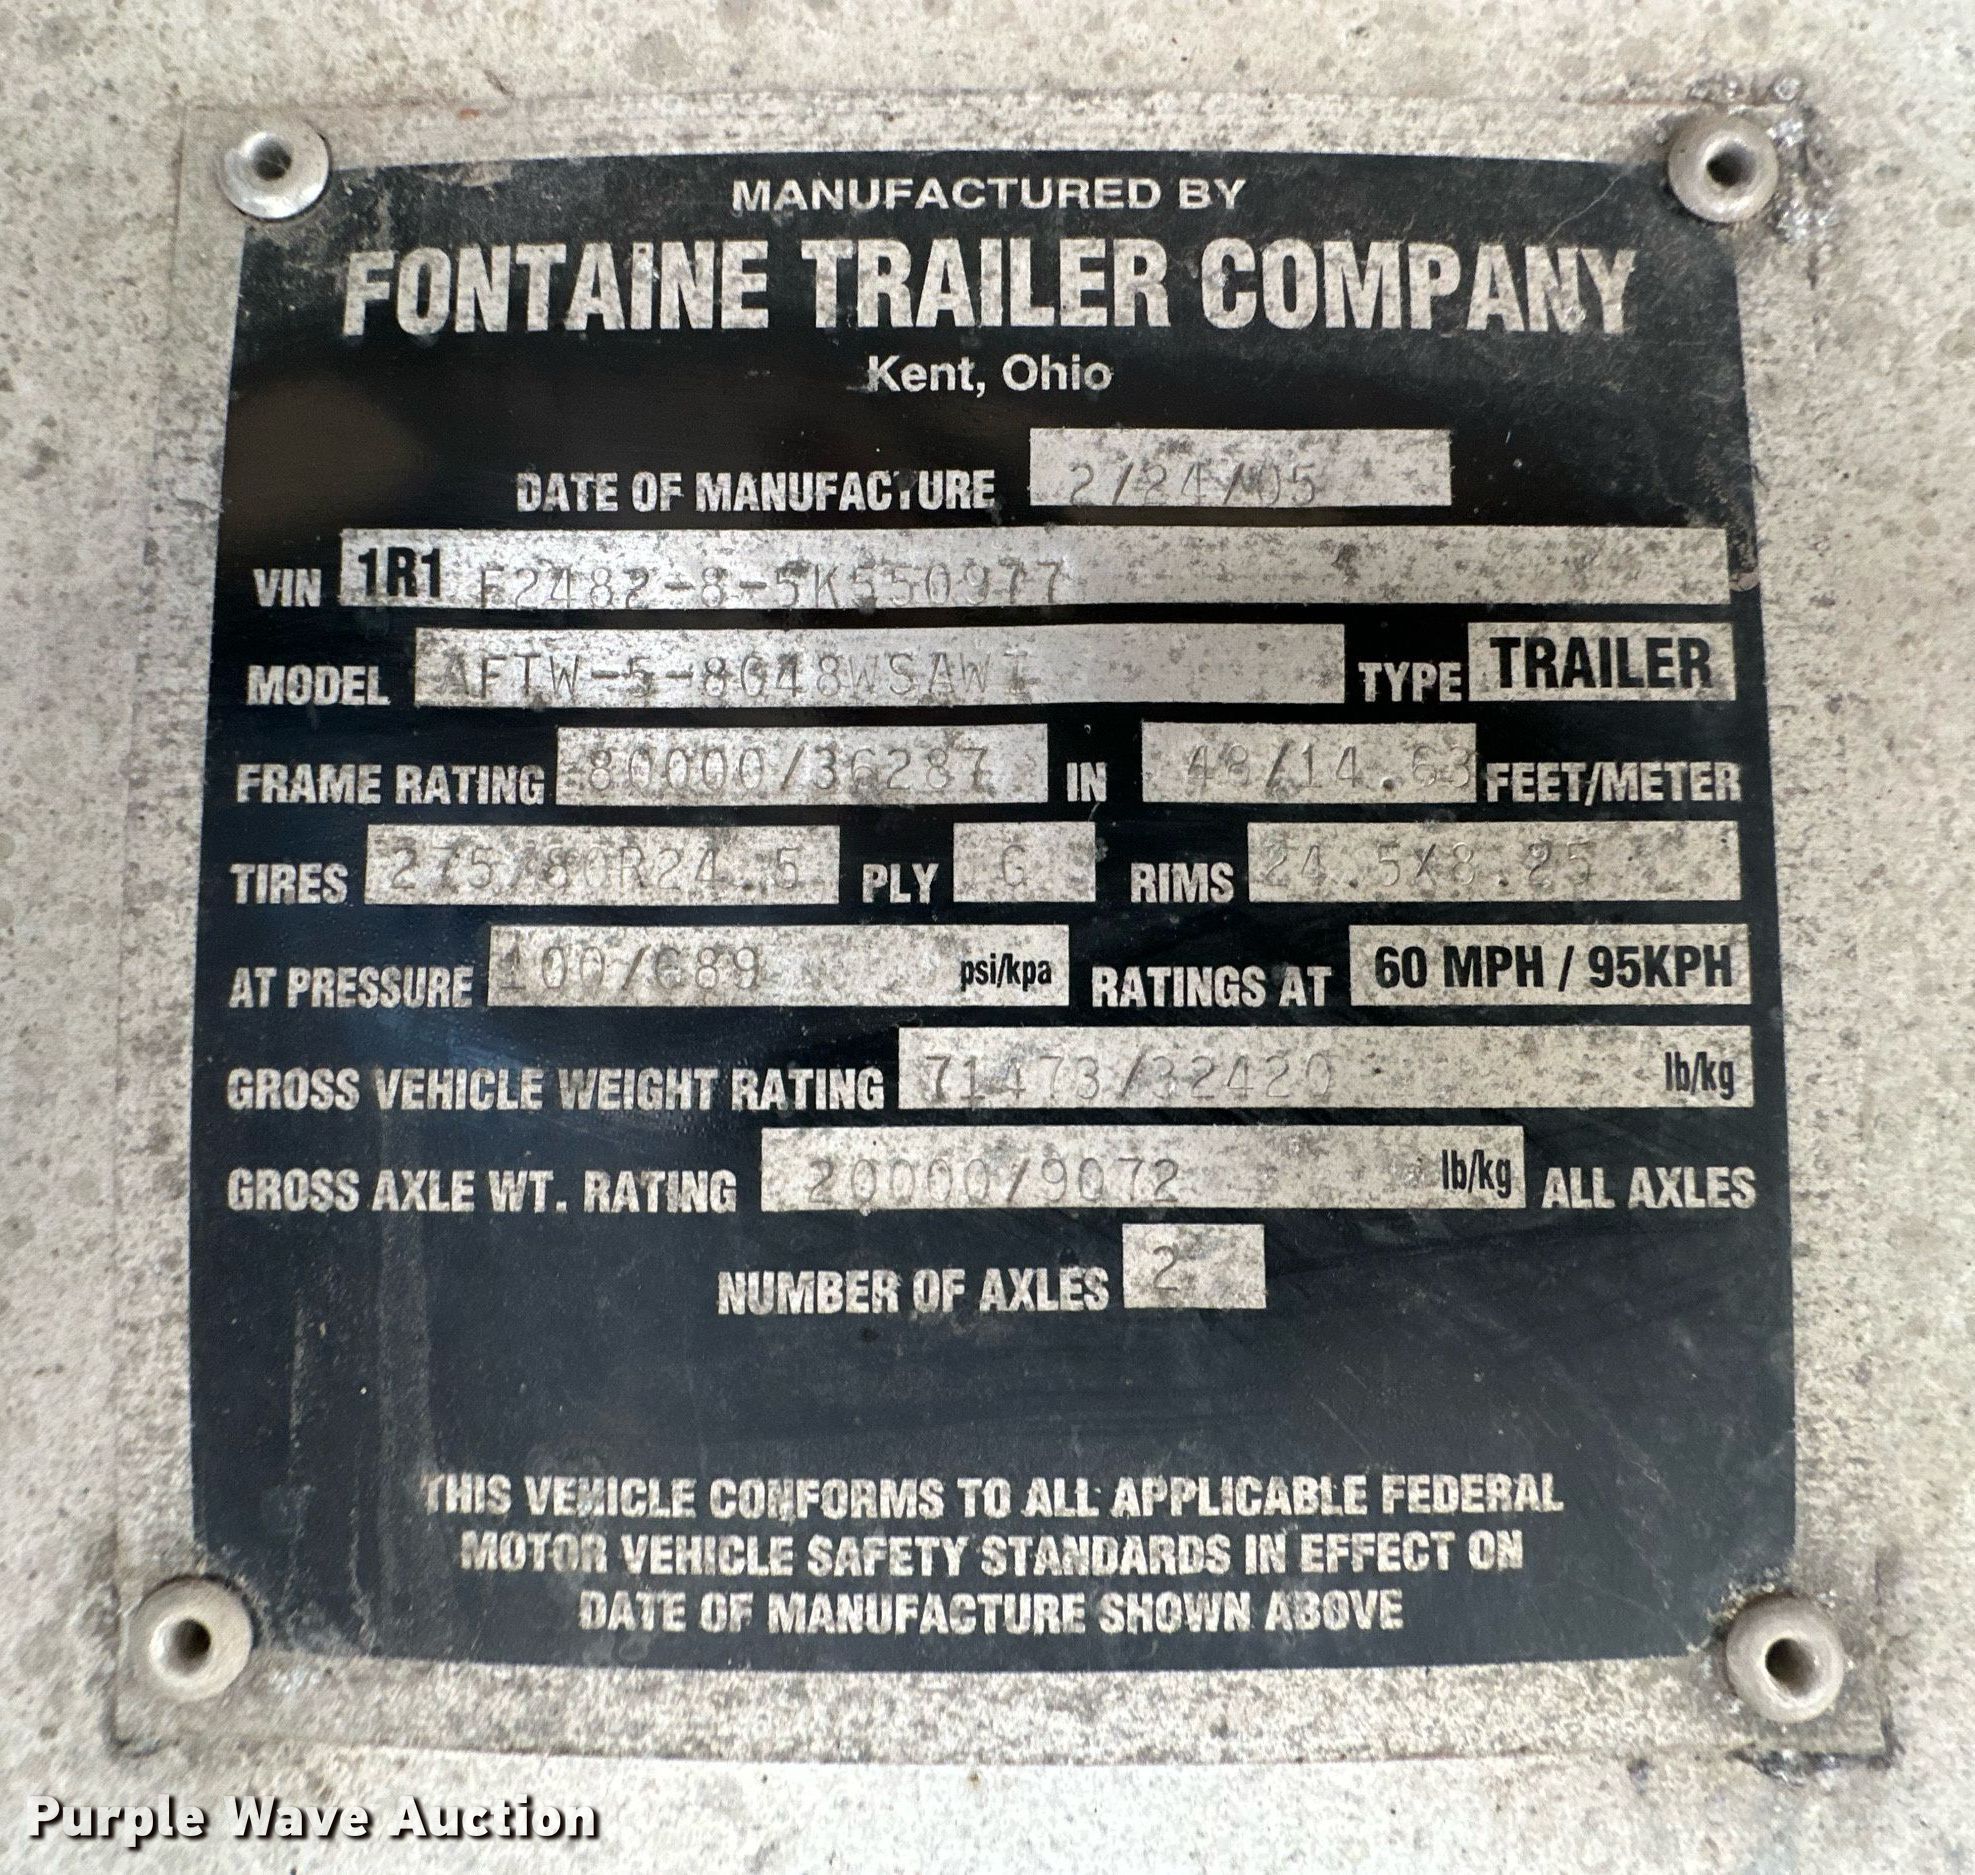 MANUFACTURED BY
FONTAINE TRAILER COMPANY
Kent, Ohio
DATE OF MANUFACTURE 2/24/05
VIN 1R1 F2482-8-5K550977
MODEL AFTW-5-8048WSAWT TYPE TRAILER
FRAME RATING 80000/36287 IN 48/14.63 FEET/METER
TIRES 275/80R24.5 PLY G RIMS 24.5X8.25
AT PRESSURE 100/689 psi/kpa RATINGS AT 60 MPH / 95KPH
GROSS VEHICLE WEIGHT RATING 71473/32420 lb/kg
GROSS AXLE WT. RATING 20000/9072 lb/kg ALL AXLES
NUMBER OF AXLES 2
THIS VEHICLE CONFORMS TO ALL APPLICABLE FEDERAL
MOTOR VEHICLE SAFETY STANDARDS IN EFFECT ON
DATE OF MANUFACTURE SHOWN ABOVE
Purple Wave Auction